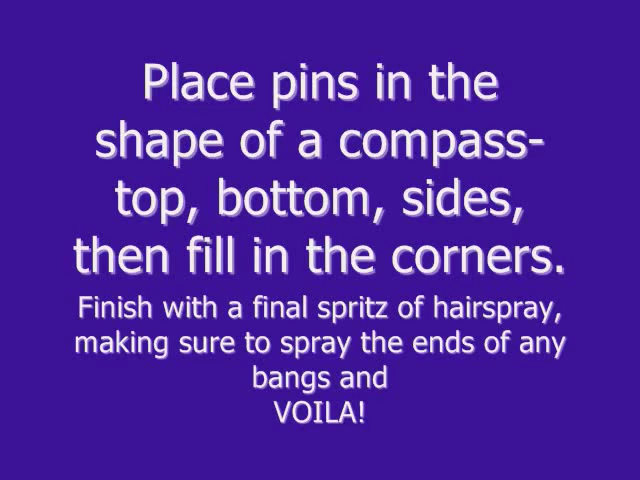 Place pins in the
shape of a compass-
top, bottom, sides,
then fill in the corners.
Finish with a final spritz of hairspray,
making sure to spray the ends of any
bangs and
VOILA!